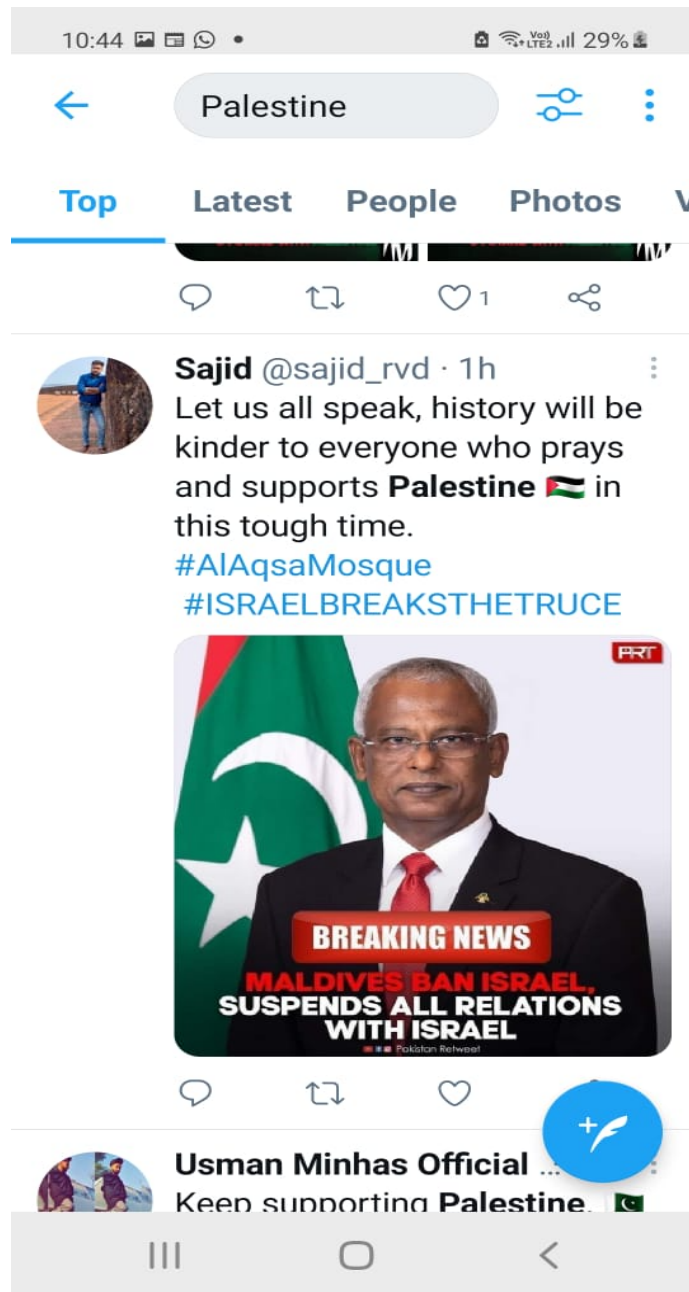 10:44
Vo)) LTE2 29%
Palestine
Top Latest People Photos V
1
Sajid @sajid_rvd · 1h
Let us all speak, history will be
kinder to everyone who prays
and supports Palestine 🇵🇸 in
this tough time.
#AlAqsaMosque
#ISRAELBREAKSTHETRUCE
PRT
BREAKING NEWS
MALDIVES BAN ISRAEL,
SUSPENDS ALL RELATIONS
WITH ISRAEL
Pakistan Retweet
Usman Minhas Official ...
Keep supporting Palestine. 🇵🇰